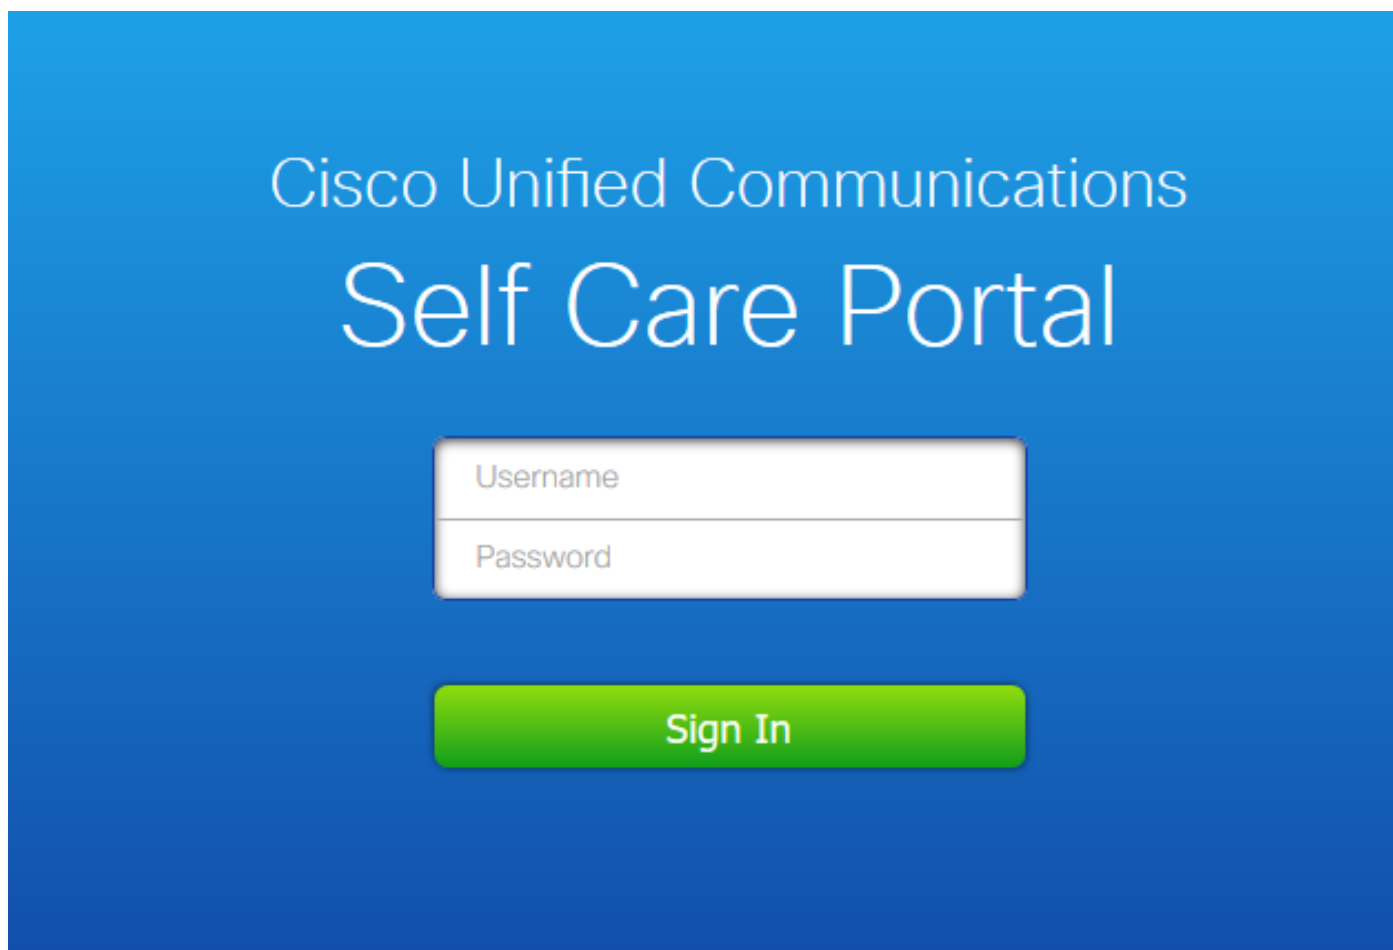 Cisco Unified Communications
Self Care Portal
Username
Password
Sign In